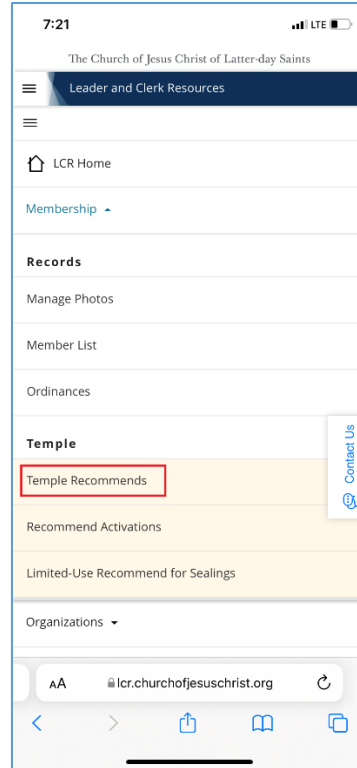 7:21
LTE
The Church of Jesus Christ of Latter-day Saints
Leader and Clerk Resources
LCR Home
Membership
Records
Manage Photos
Member List
Ordinances
Contact Us
Temple
Temple Recommends
Recommend Activations
Limited-Use Recommend for Sealings
Organizations
AA
lcr.churchofjesuschrist.org